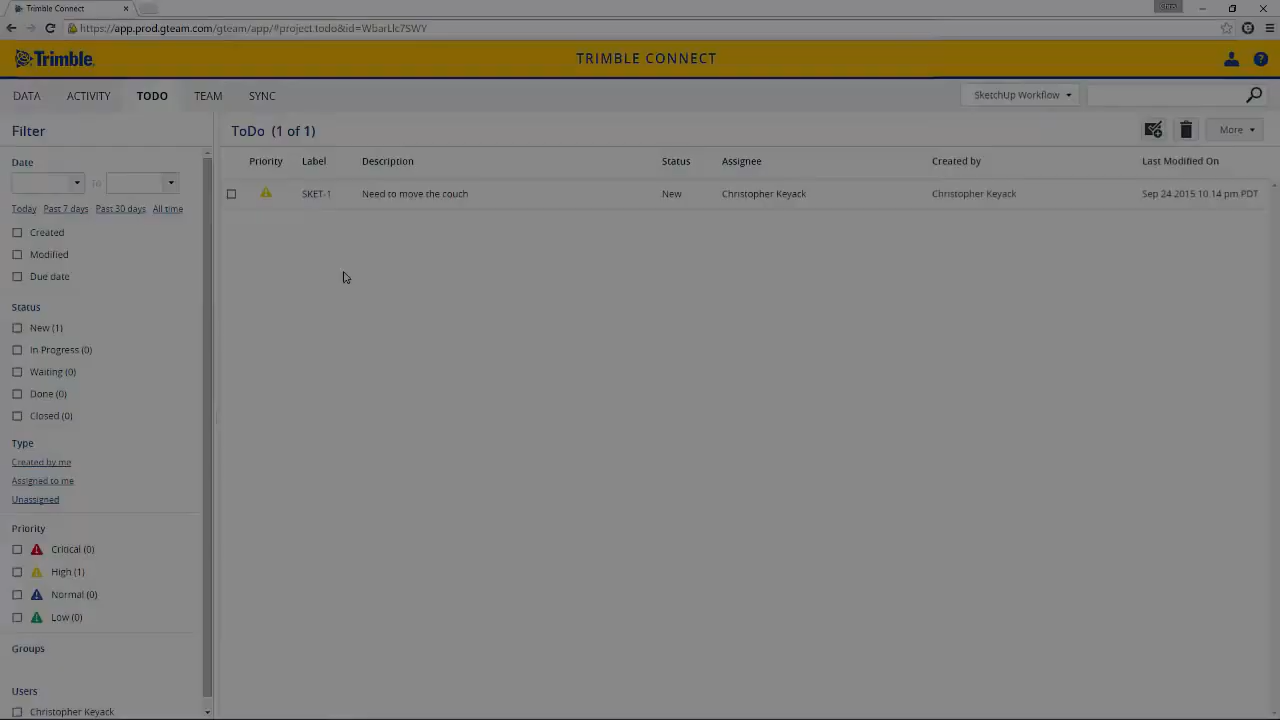 Trimble Connect
https://app.prod.gteam.com/gteam/app/#project.todo&id=WbarLlc7SWY
Trimble.
TRIMBLE CONNECT
DATA ACTIVITY TODO TEAM SYNC
SketchUp Workflow
Filter
ToDo (1 of 1)
More
Date
To
Today Past 7 days Past 30 days All time
Created
Modified
Due date
Status
New (1)
In Progress (0)
Waiting (0)
Done (0)
Closed (0)
Type
Created by me
Assigned to me
Unassigned
Priority
Critical (0)
High (1)
Normal (0)
Low (0)
Groups
Users
Christopher Keyack
Priority Label Description Status Assignee Created by Last Modified On
SKET-1 Need to move the couch New Christopher Keyack Christopher Keyack Sep 24 2015 10:14 pm PDT